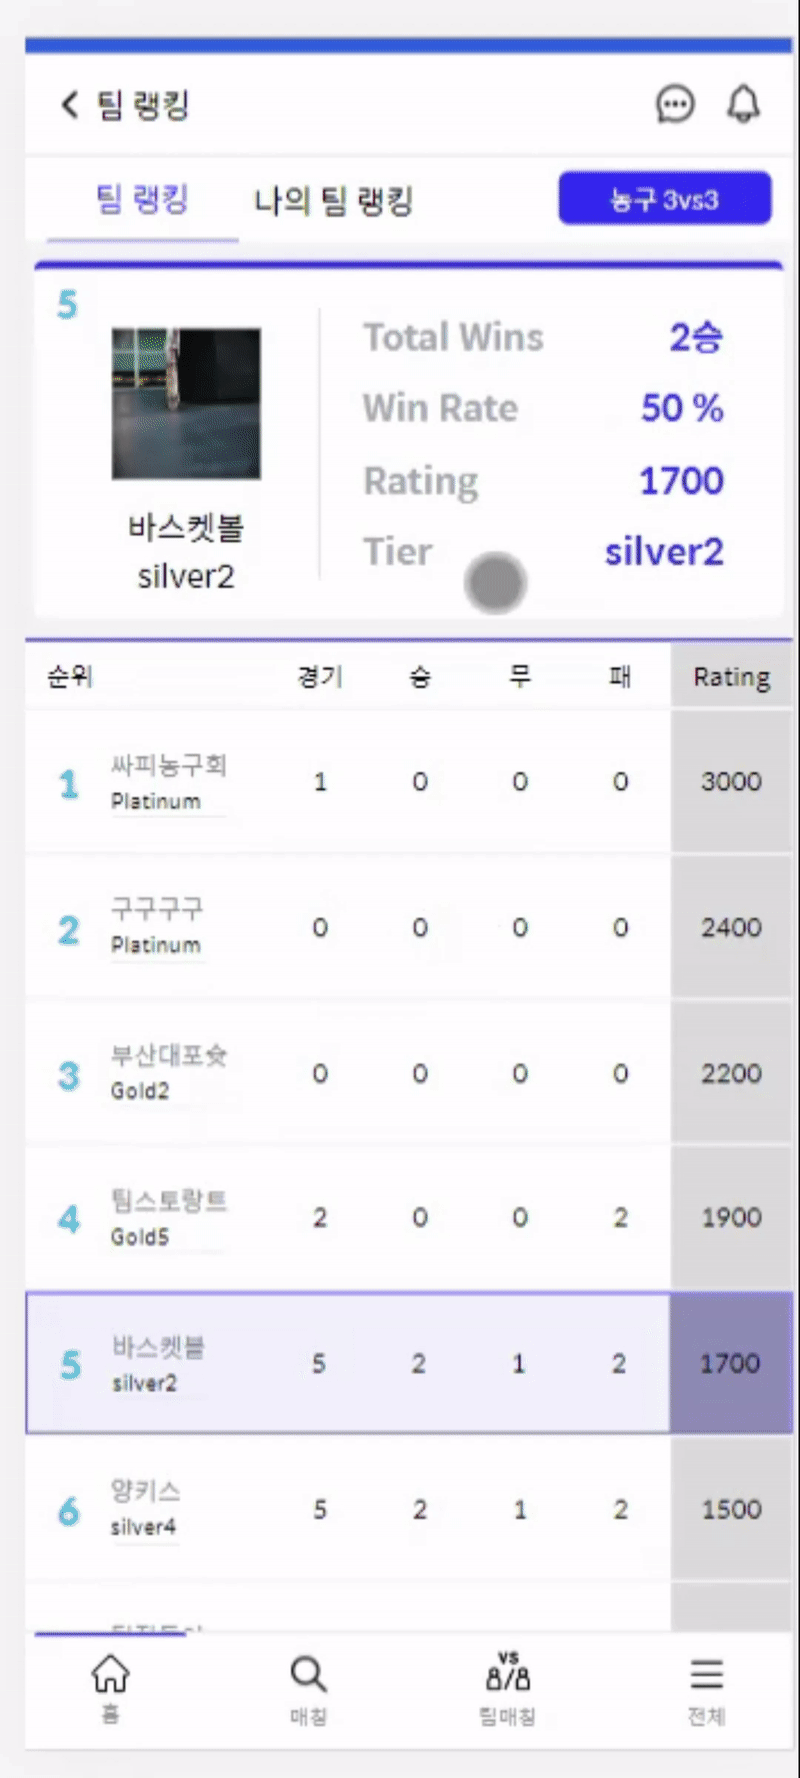 팀 랭킹
팀 랭킹 나의 팀 랭킹 농구 3vs3
5
바스켓볼
silver2
Total Wins 2승
Win Rate 50 %
Rating 1700
Tier silver2
순위 경기 승 무 패 Rating
1 싸피농구회 1 0 0 0 3000
Platinum
2 구구구구 0 0 0 0 2400
Platinum
3 부산대포슛 0 0 0 0 2200
Gold2
4 팀스토랑트 2 0 0 2 1900
Gold5
5 바스켓볼 5 2 1 2 1700
silver2
6 양키스 5 2 1 2 1500
silver4
vs
홈 매칭 팀매칭 전체